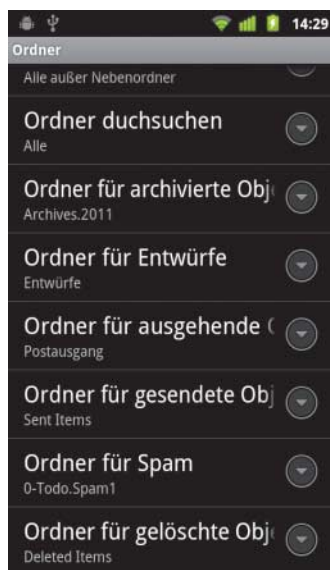 14:29
Ordner
Alle außer Nebenordner
Ordner duchsuchen
Alle
Ordner für archivierte Obj
Archives.2011
Ordner für Entwürfe
Entwürfe
Ordner für ausgehende
Postausgang
Ordner für gesendete Obj
Sent Items
Ordner für Spam
0-Todo.Spam1
Ordner für gelöschte Obj
Deleted Items